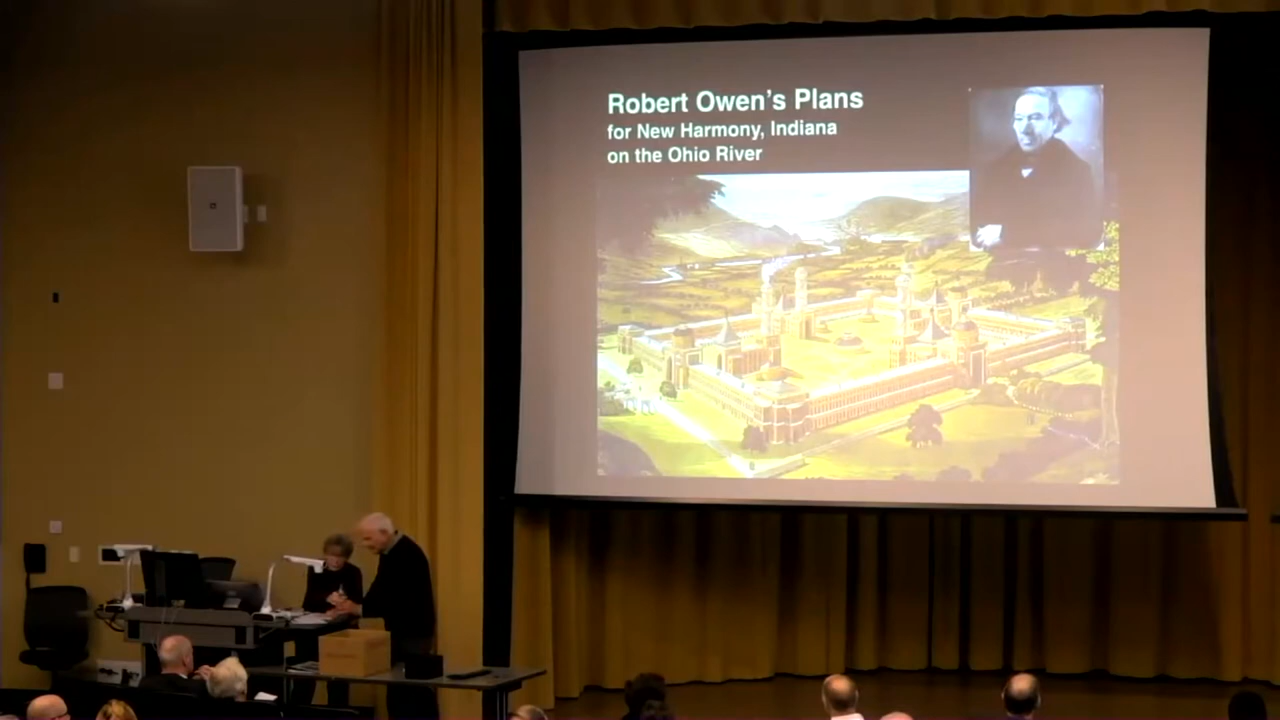 Robert Owen's Plans
for New Harmony, Indiana
on the Ohio River